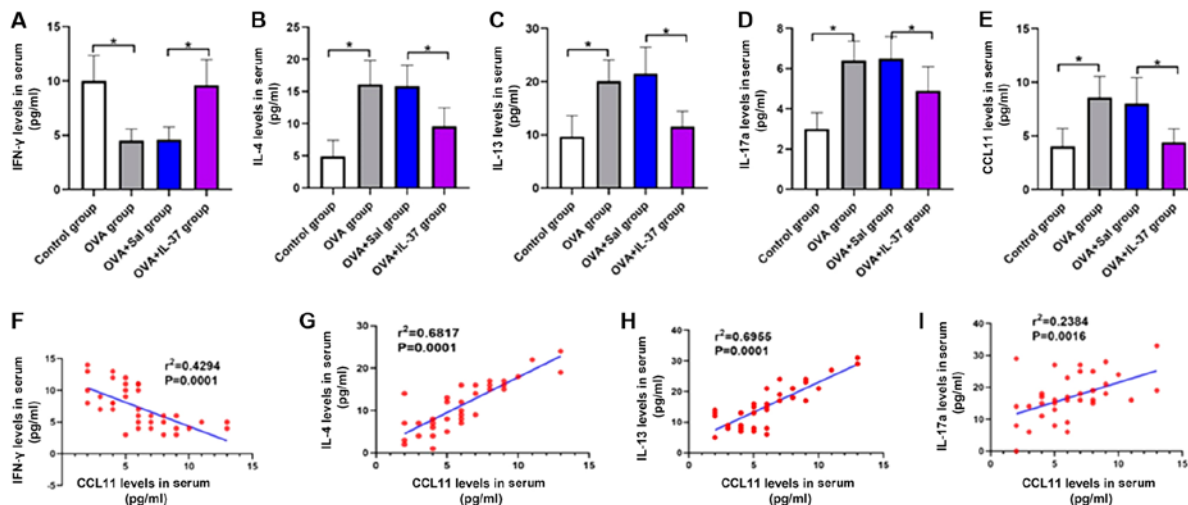 A
IFN-γ levels in serum
(pg/ml)
15
10
5
0
*
*
Control group
OVA group
OVA+Sal group
OVA+IL-37 group
B
IL-4 levels in serum
(pg/ml)
25
20
15
10
5
0
*
*
Control group
OVA group
OVA+Sal group
OVA+IL-37 group
C
IL-13 levels in serum
(pg/ml)
30
20
10
0
*
*
Control group
OVA group
OVA+Sal group
OVA+IL-37 group
D
IL-17a levels in serum
(pg/ml)
8
6
4
2
0
*
*
Control group
OVA group
OVA+Sal group
OVA+IL-37 group
E
CCL11 levels in serum
(pg/ml)
15
10
5
0
*
*
Control group
OVA group
OVA+Sal group
OVA+IL-37 group
F
IFN-γ levels in serum
(pg/ml)
20
15
10
5
0
-5
r²=0.4294
P=0.0001
5
10
15
CCL11 levels in serum
(pg/ml)
G
IL-4 levels in serum
(pg/ml)
30
20
10
0
r²=0.6817
P=0.0001
0
5
10
15
CCL11 levels in serum
(pg/ml)
H
IL-13 levels in serum
(pg/ml)
40
30
20
10
0
r²=0.6955
P=0.0001
0
5
10
15
CCL11 levels in serum
(pg/ml)
I
IL-17a levels in serum
(pg/ml)
40
30
20
10
0
r²=0.2384
P=0.0016
0
5
10
15
CCL11 levels in serum
(pg/ml)